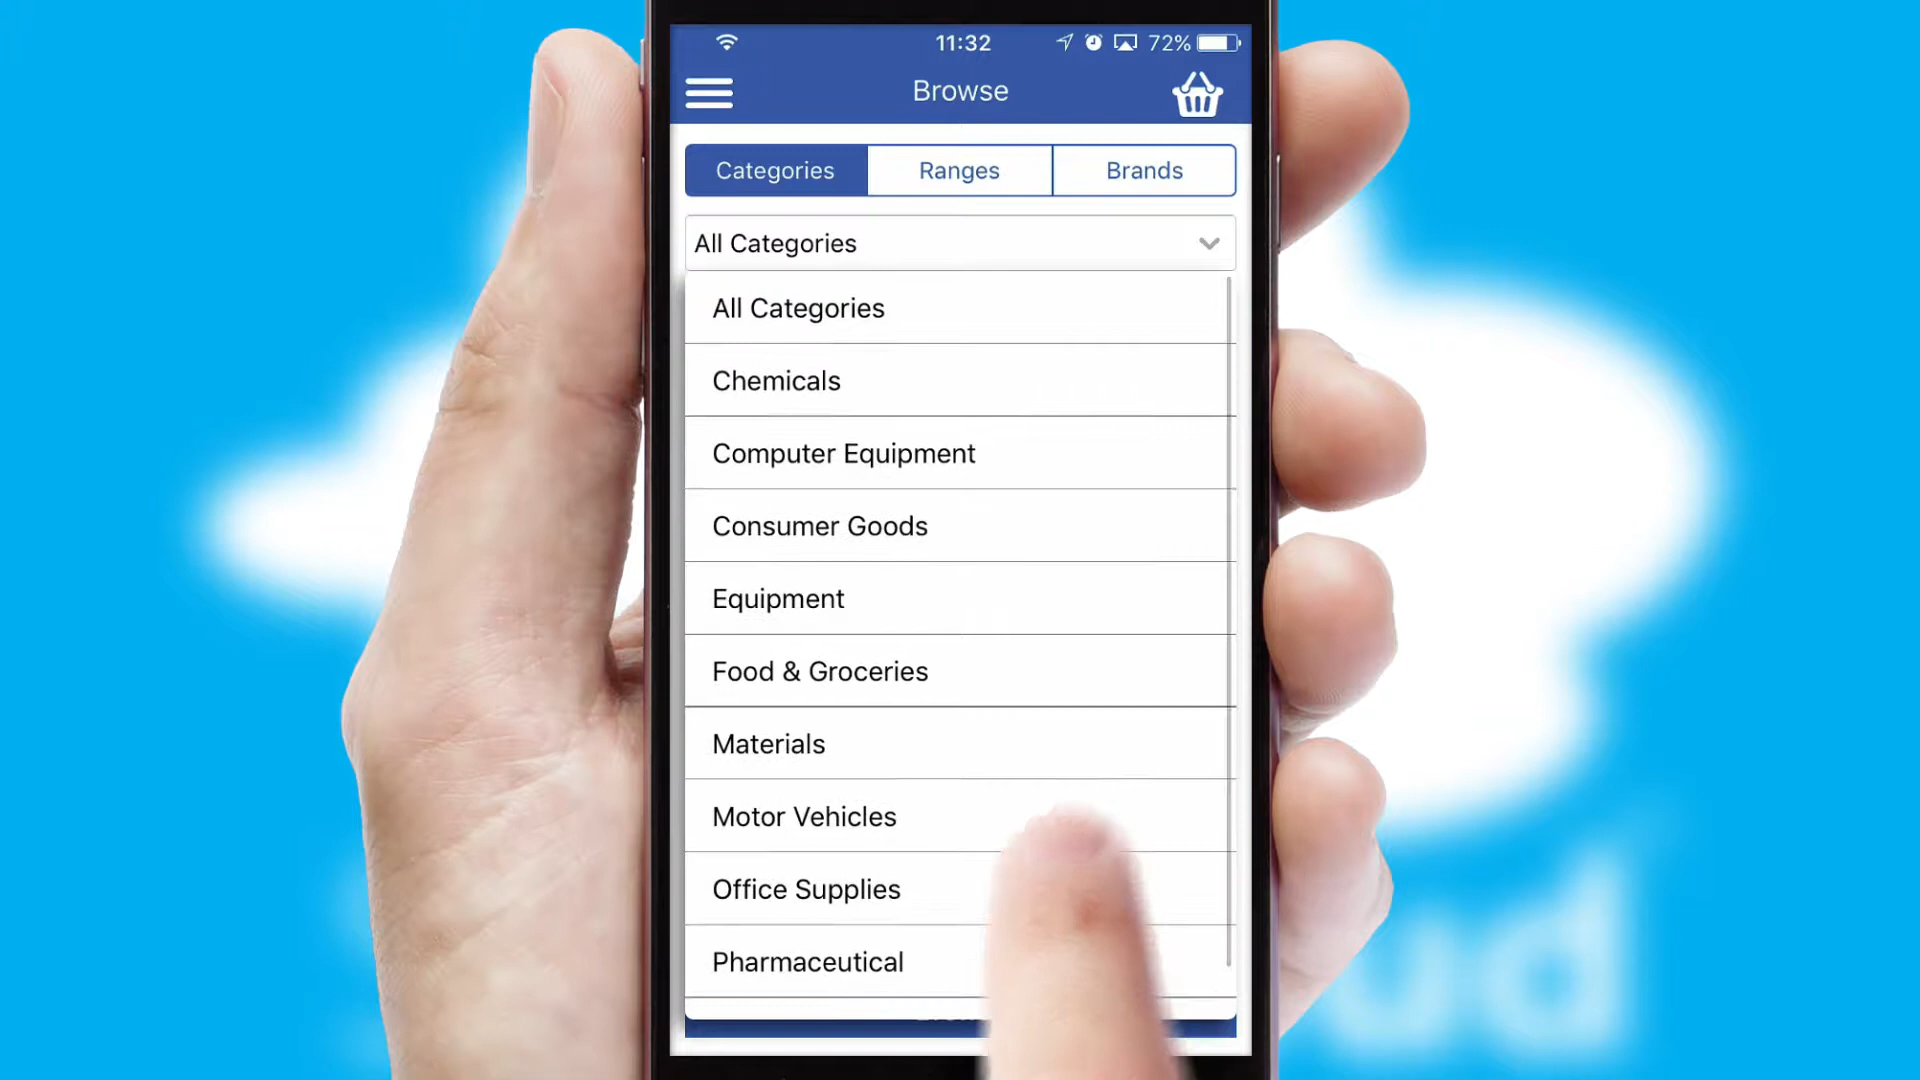 11:32
72%
Browse
Categories
Ranges
Brands
All Categories
All Categories
Chemicals
Computer Equipment
Consumer Goods
Equipment
Food & Groceries
Materials
Motor Vehicles
Office Supplies
Pharmaceutical